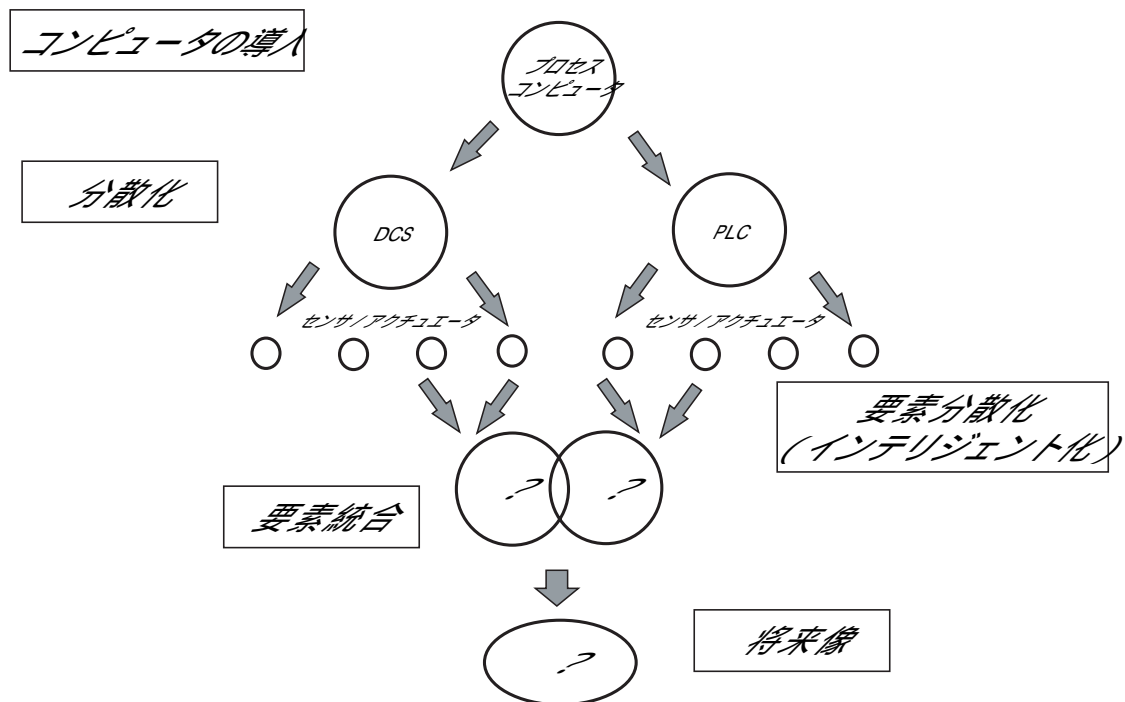 コンピュータの導入
プロセス
コンピュータ
分散化
DCS
PLC
センサ/アクチュエータ
センサ/アクチュエータ
要素分散化
(インテリジェント化)
?
?
要素統合
将来像
?